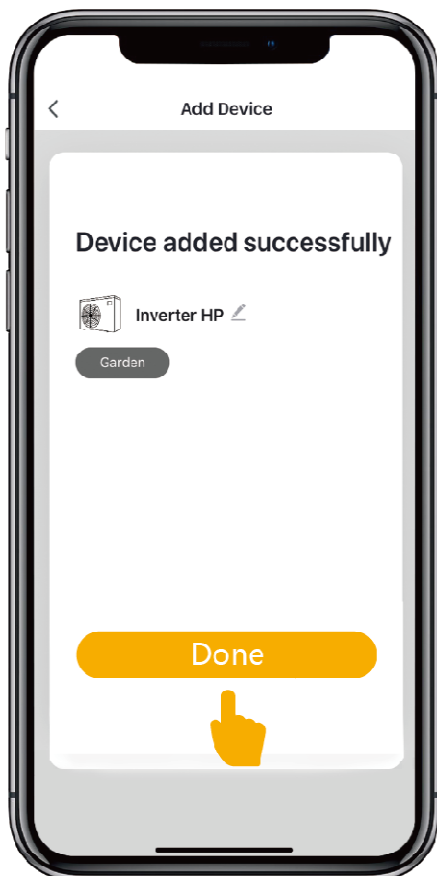 Add Device
Device added successfully
Inverter HP
Garden
Done